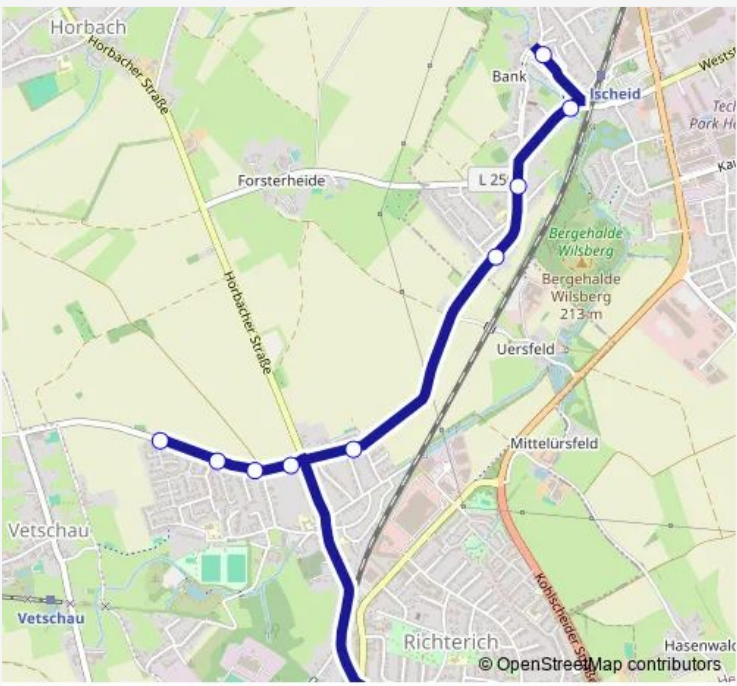 Horbach
Horbacher Straße
Bank
lscheid
Weststr
Tech
Park He
Forsterheide
L 25
Kai
Bergehalde
Wilsberg
Bergehalde
Wilsberg
213 m
Horbacher Straße
Uersfeld
Mittelürsfeld
Vetschau
Kohlscheider Straße
Vetschau
Richterich
Hasenwald
© OpenStreetMap contributors